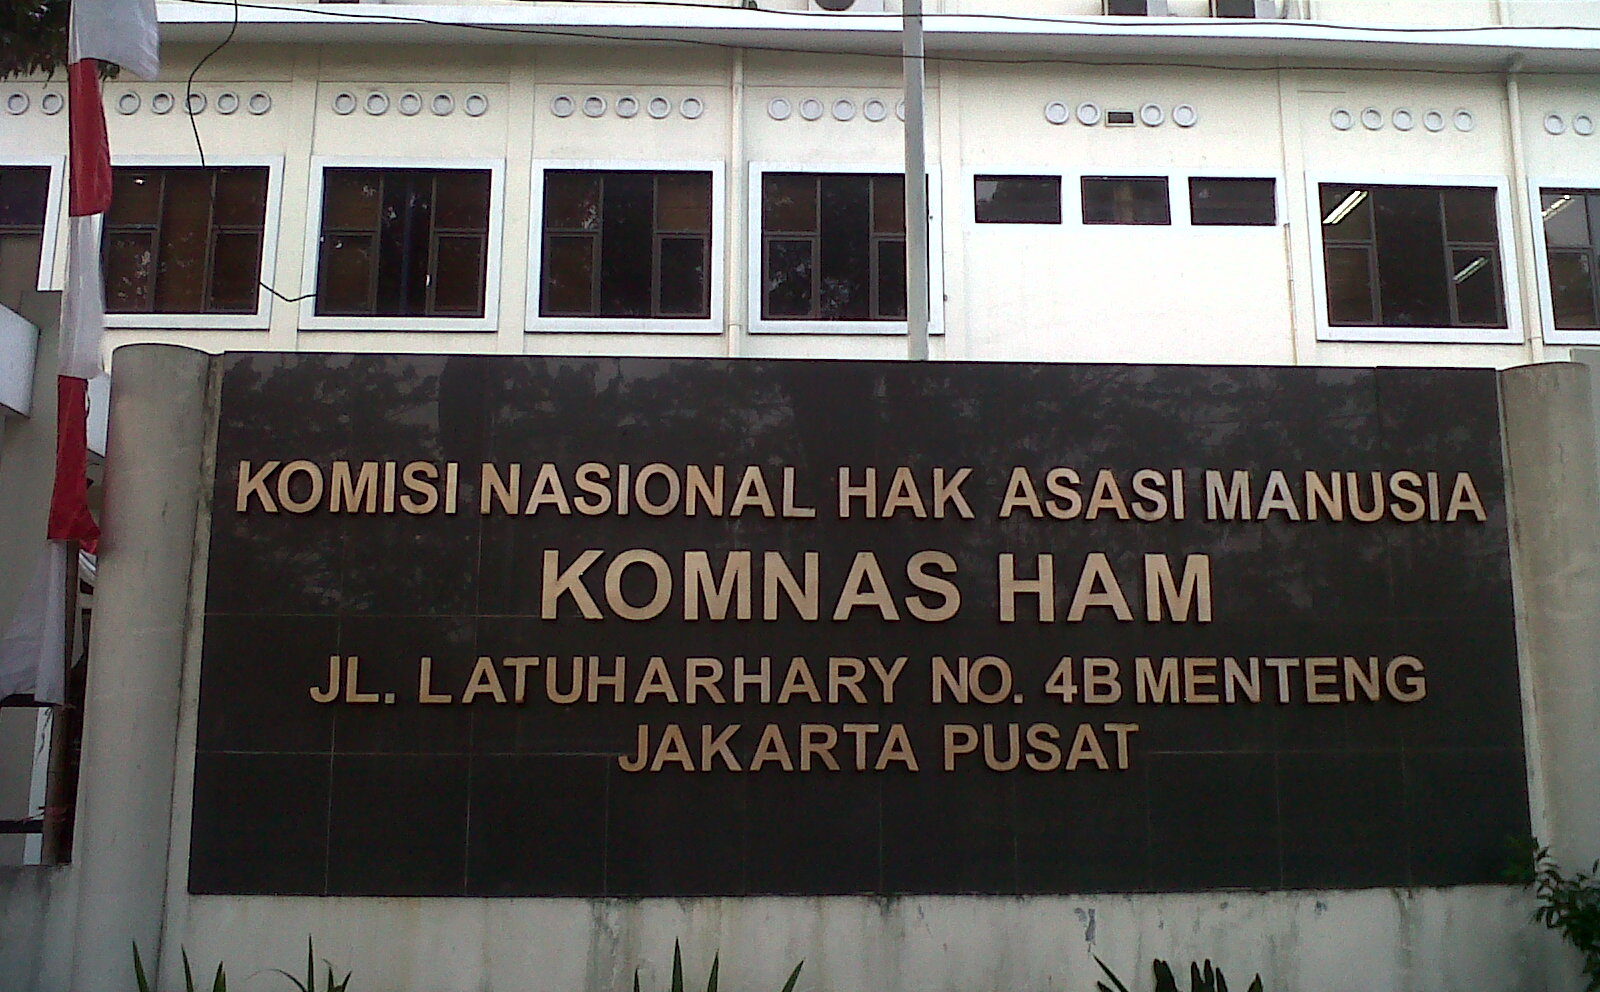 KOMISI NASIONAL HAK ASASI MANUSIA
KOMNAS HAM
JL. LATUHARHARY NO. 4B MENTENG
JAKARTA PUSAT